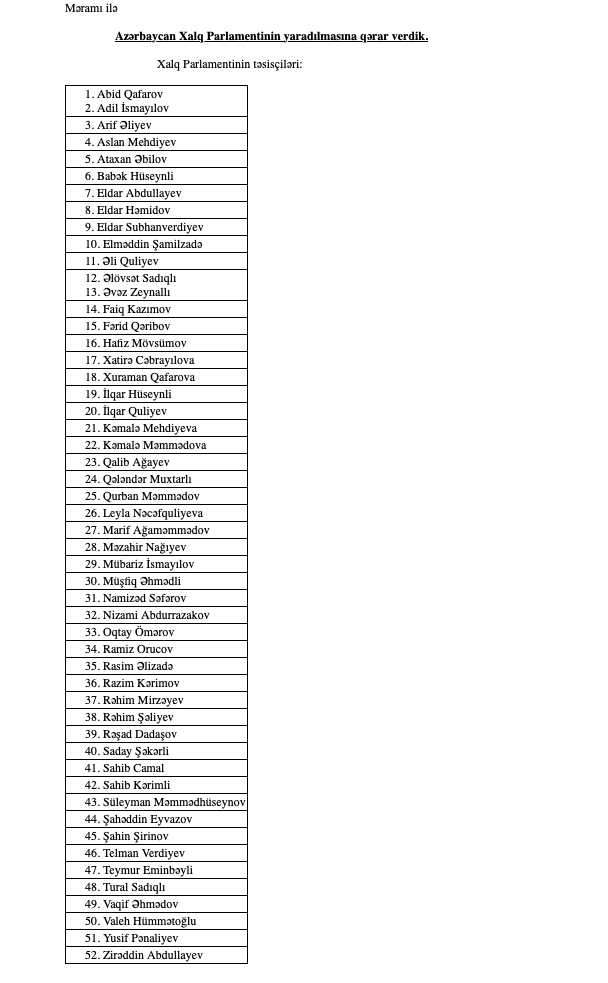 Məramı ilə
Azərbaycan Xalq Parlamentinin yaradılmasına qərar verdik.
Xalq Parlamentinin təsisçiləri:
1. Abid Qafarov
2. Adil İsmayılov
3. Arif Əliyev
4. Aslan Mehdiyev
5. Ataxan Əbilov
6. Babək Hüseynli
7. Eldar Abdullayev
8. Eldar Həmidov
9. Eldar Subhanverdiyev
10. Elməddin Şamilzadə
11. Əli Quliyev
12. Əlövsət Sadıqlı
13. Əvəz Zeynallı
14. Faiq Kazımov
15. Fərid Qəribov
16. Hafiz Mövsümov
17. Xatirə Cəbrayılova
18. Xuraman Qafarova
19. İlqar Hüseynli
20. İlqar Quliyev
21. Kəmalə Mehdiyeva
22. Kəmalə Məmmədova
23. Qalib Ağayev
24. Qələndər Muxtarlı
25. Qurban Məmmədov
26. Leyla Nəcəfquliyeva
27. Marif Ağaməmmədov
28. Məzahir Nağıyev
29. Mübariz İsmayılov
30. Müşfiq Əhmədli
31. Namizəd Səfərov
32. Nizami Abdurrazakov
33. Oqtay Ömərov
34. Ramiz Orucov
35. Rasim Əlizadə
36. Razim Kərimov
37. Rəhim Mirzəyev
38. Rəhim Şəliyev
39. Rəşad Dadaşov
40. Saday Şəkərli
41. Sahib Camal
42. Sahib Kərimli
43. Süleyman Məmmədhüseynov
44. Şahəddin Eyvazov
45. Şahin Şirinov
46. Telman Verdiyev
47. Teymur Eminbəyli
48. Tural Sadıqlı
49. Vaqif Əhmədov
50. Valeh Hümmətoğlu
51. Yusif Pənaliyev
52. Zirəddin Abdullayev